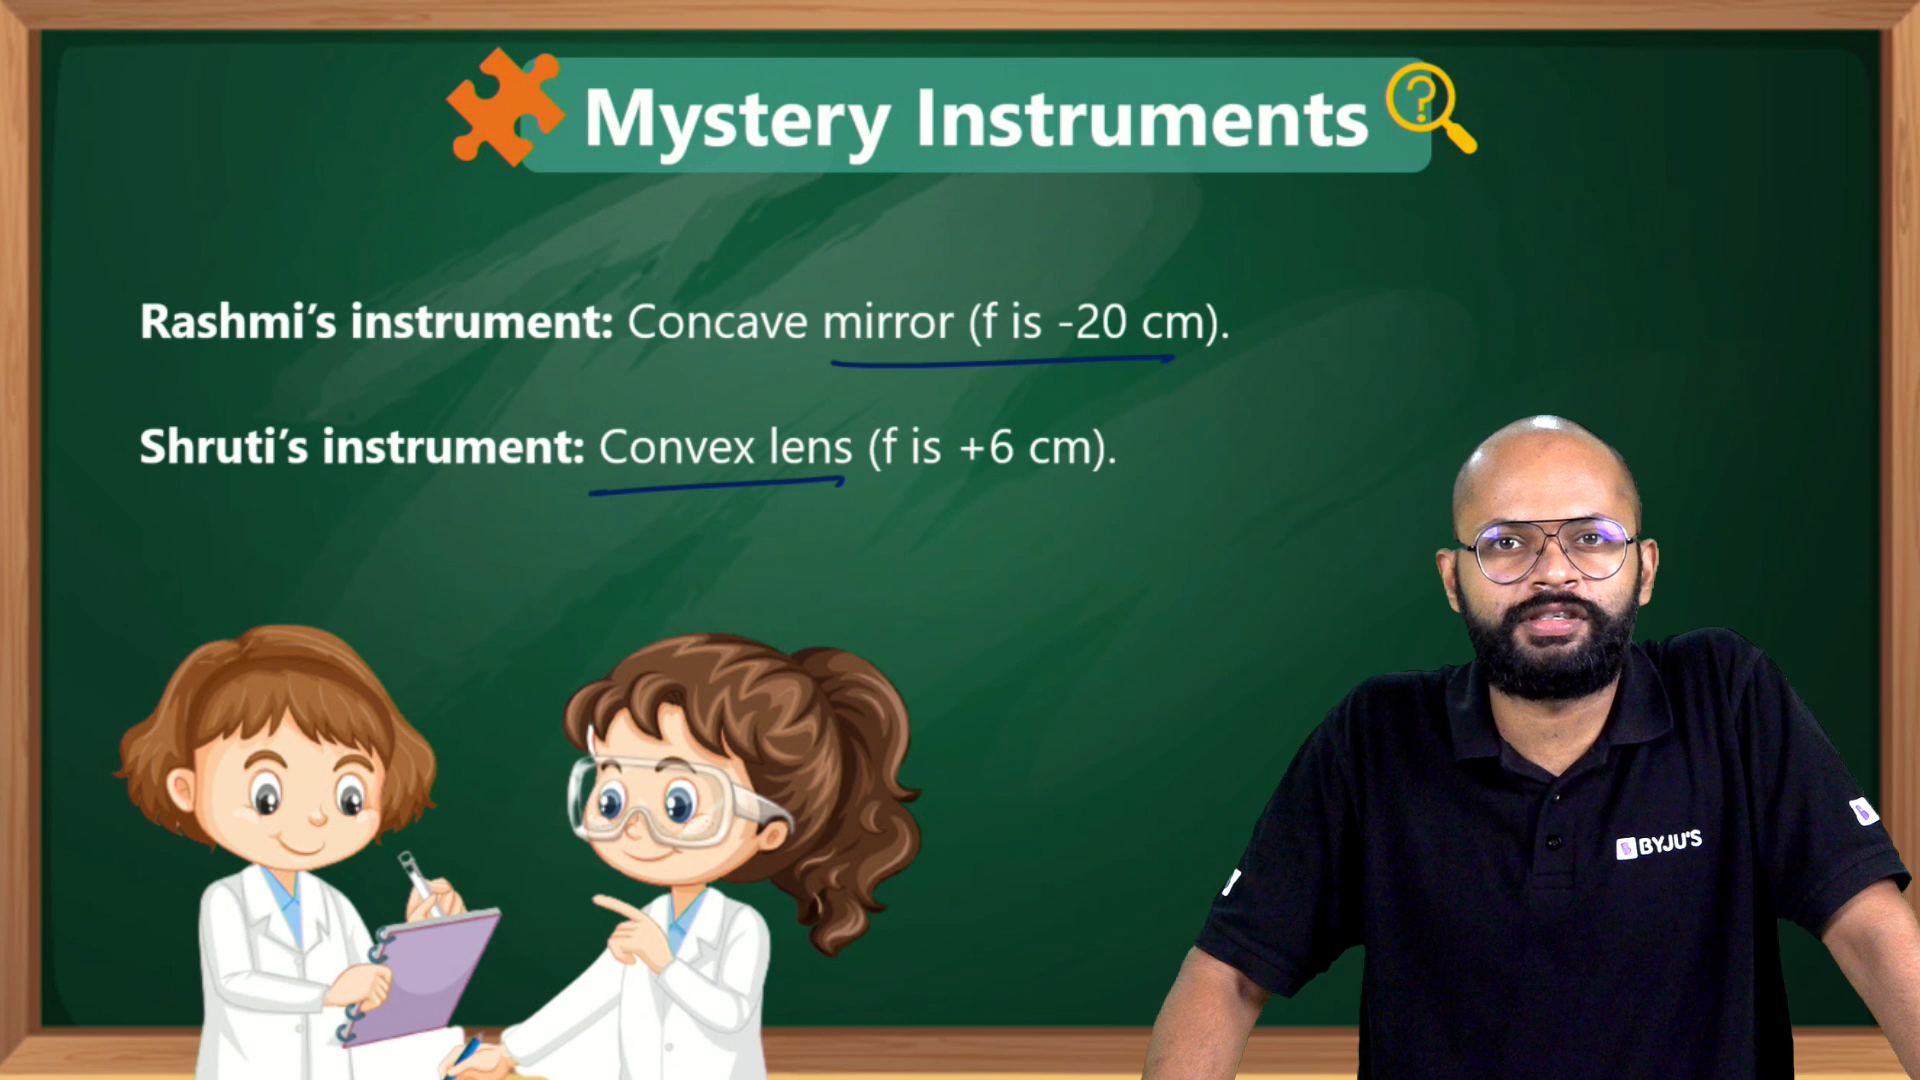 Mystery Instruments
Rashmi’s instrument: Concave mirror (f is -20 cm).
Shruti’s instrument: Convex lens (f is +6 cm).
B BYJU'S